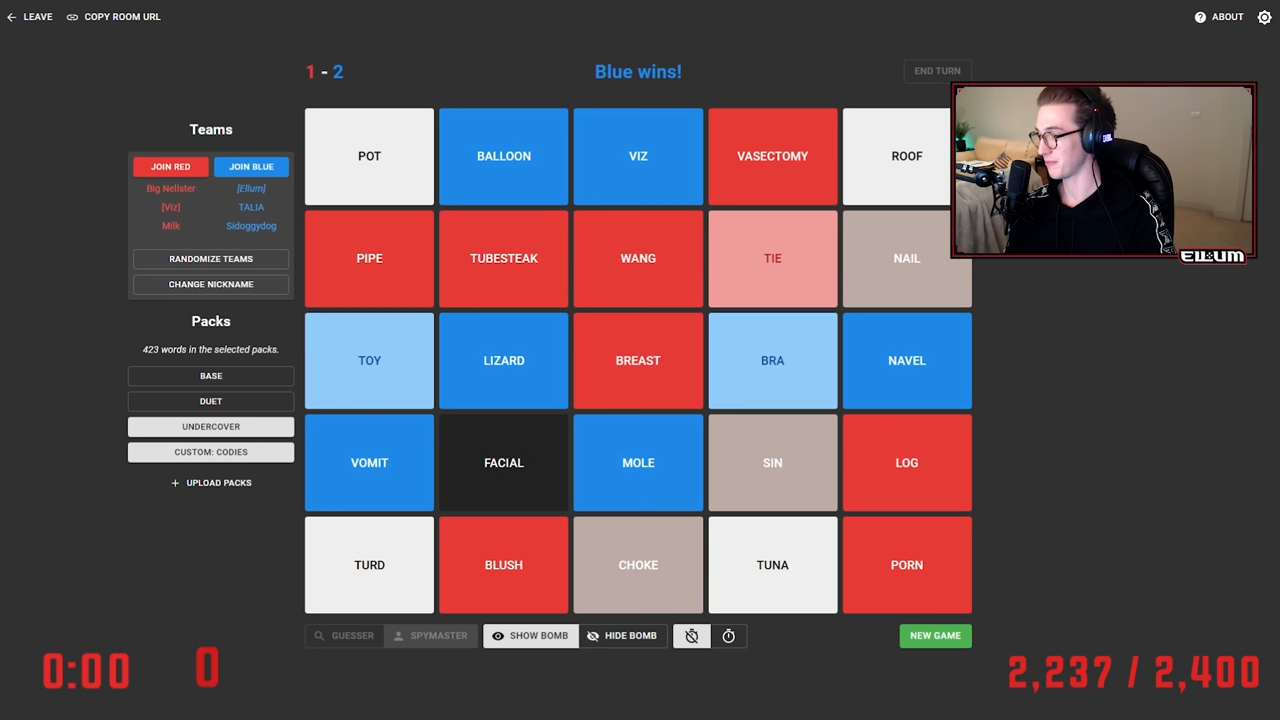 LEAVE
COPY ROOM URL
ABOUT
1 - 2
Blue wins!
END TURN
Teams
JOIN RED
JOIN BLUE
Big Nellster
[Ellum]
[Viz]
TALIA
Milk
Sidoggydog
RANDOMIZE TEAMS
CHANGE NICKNAME
Packs
423 words in the selected packs.
BASE
DUET
UNDERCOVER
CUSTOM: CODIES
+ UPLOAD PACKS
POT
BALLOON
VIZ
VASECTOMY
ROOF
PIPE
TUBESTEAK
WANG
TIE
NAIL
TOY
LIZARD
BREAST
BRA
NAVEL
VOMIT
FACIAL
MOLE
SIN
LOG
TURD
BLUSH
CHOKE
TUNA
PORN
GUESSER
SPYMASTER
SHOW BOMB
HIDE BOMB
NEW GAME
ELLUM
0:00
0
2,237 / 2,400